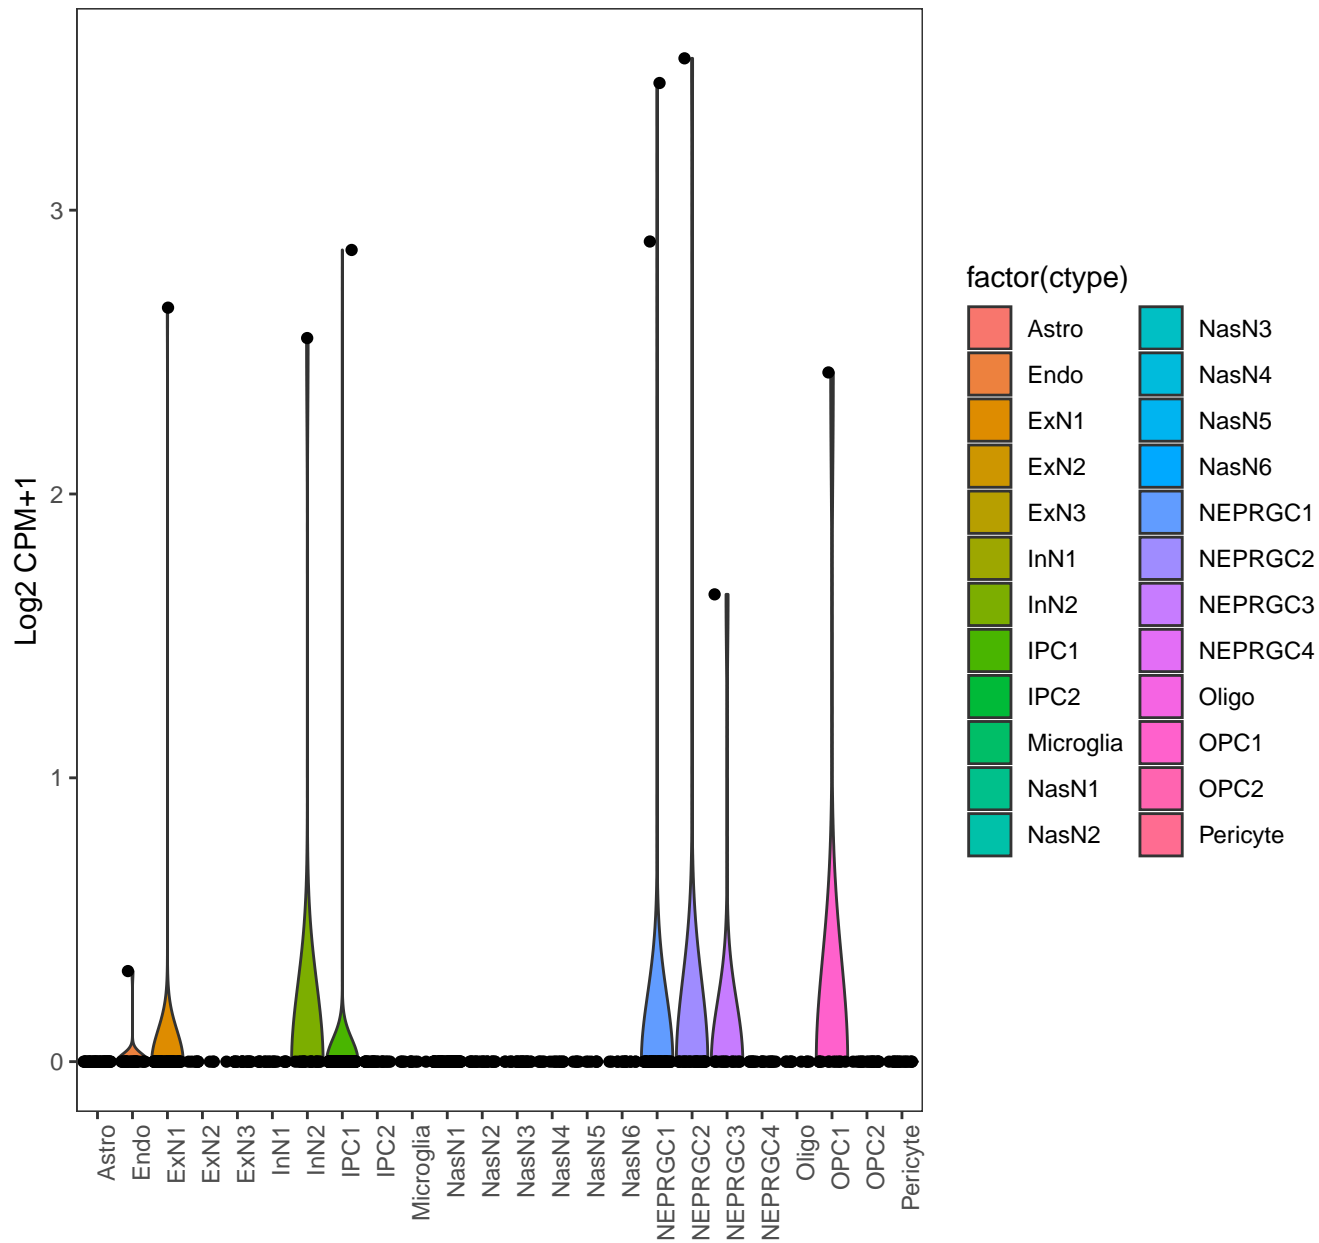 Log2 CPM+1
3
2
1
0
Astro
Endo
ExN1
ExN2
ExN3
InN1
InN2
IPC1
IPC2
Microglia
NasN1
NasN2
NasN3
NasN4
NasN5
NasN6
NEPRGC1
NEPRGC2
NEPRGC3
NEPRGC4
Oligo
OPC1
OPC2
Pericyte
factor(ctype)
Astro
Endo
ExN1
ExN2
ExN3
InN1
InN2
IPC1
IPC2
Microglia
NasN1
NasN2
NasN3
NasN4
NasN5
NasN6
NEPRGC1
NEPRGC2
NEPRGC3
NEPRGC4
Oligo
OPC1
OPC2
Pericyte